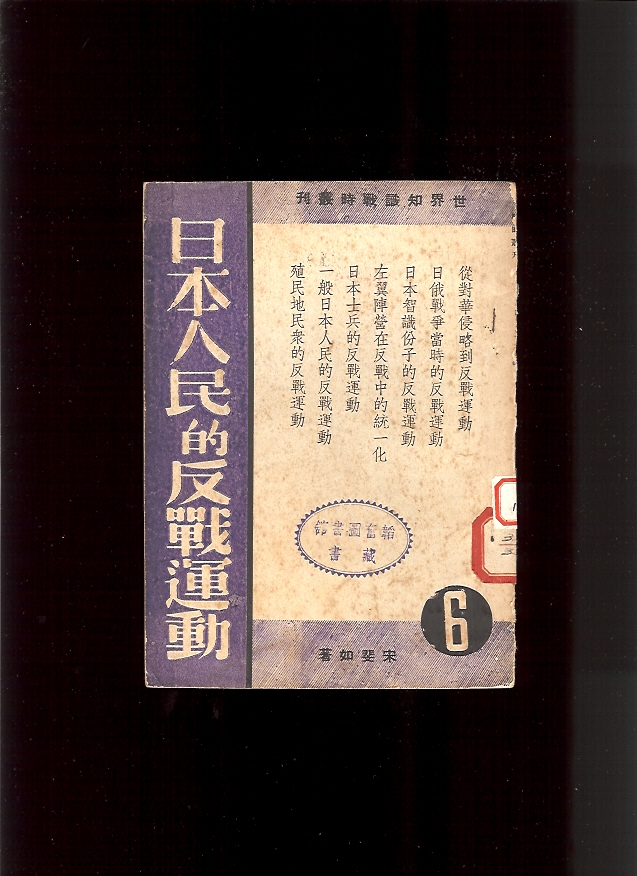 世界知識戰時叢刊
日本人民的反戰運動
從對華侵略到反戰運動
日俄戰爭當時的反戰運動
日本智識份子的反戰運動
左翼陣營在反戰中的統一化
日本士兵的反戰運動
一般日本人民的反戰運動
殖民地民衆的反戰運動
韜奮圖書館
藏書
6
宋斐如著